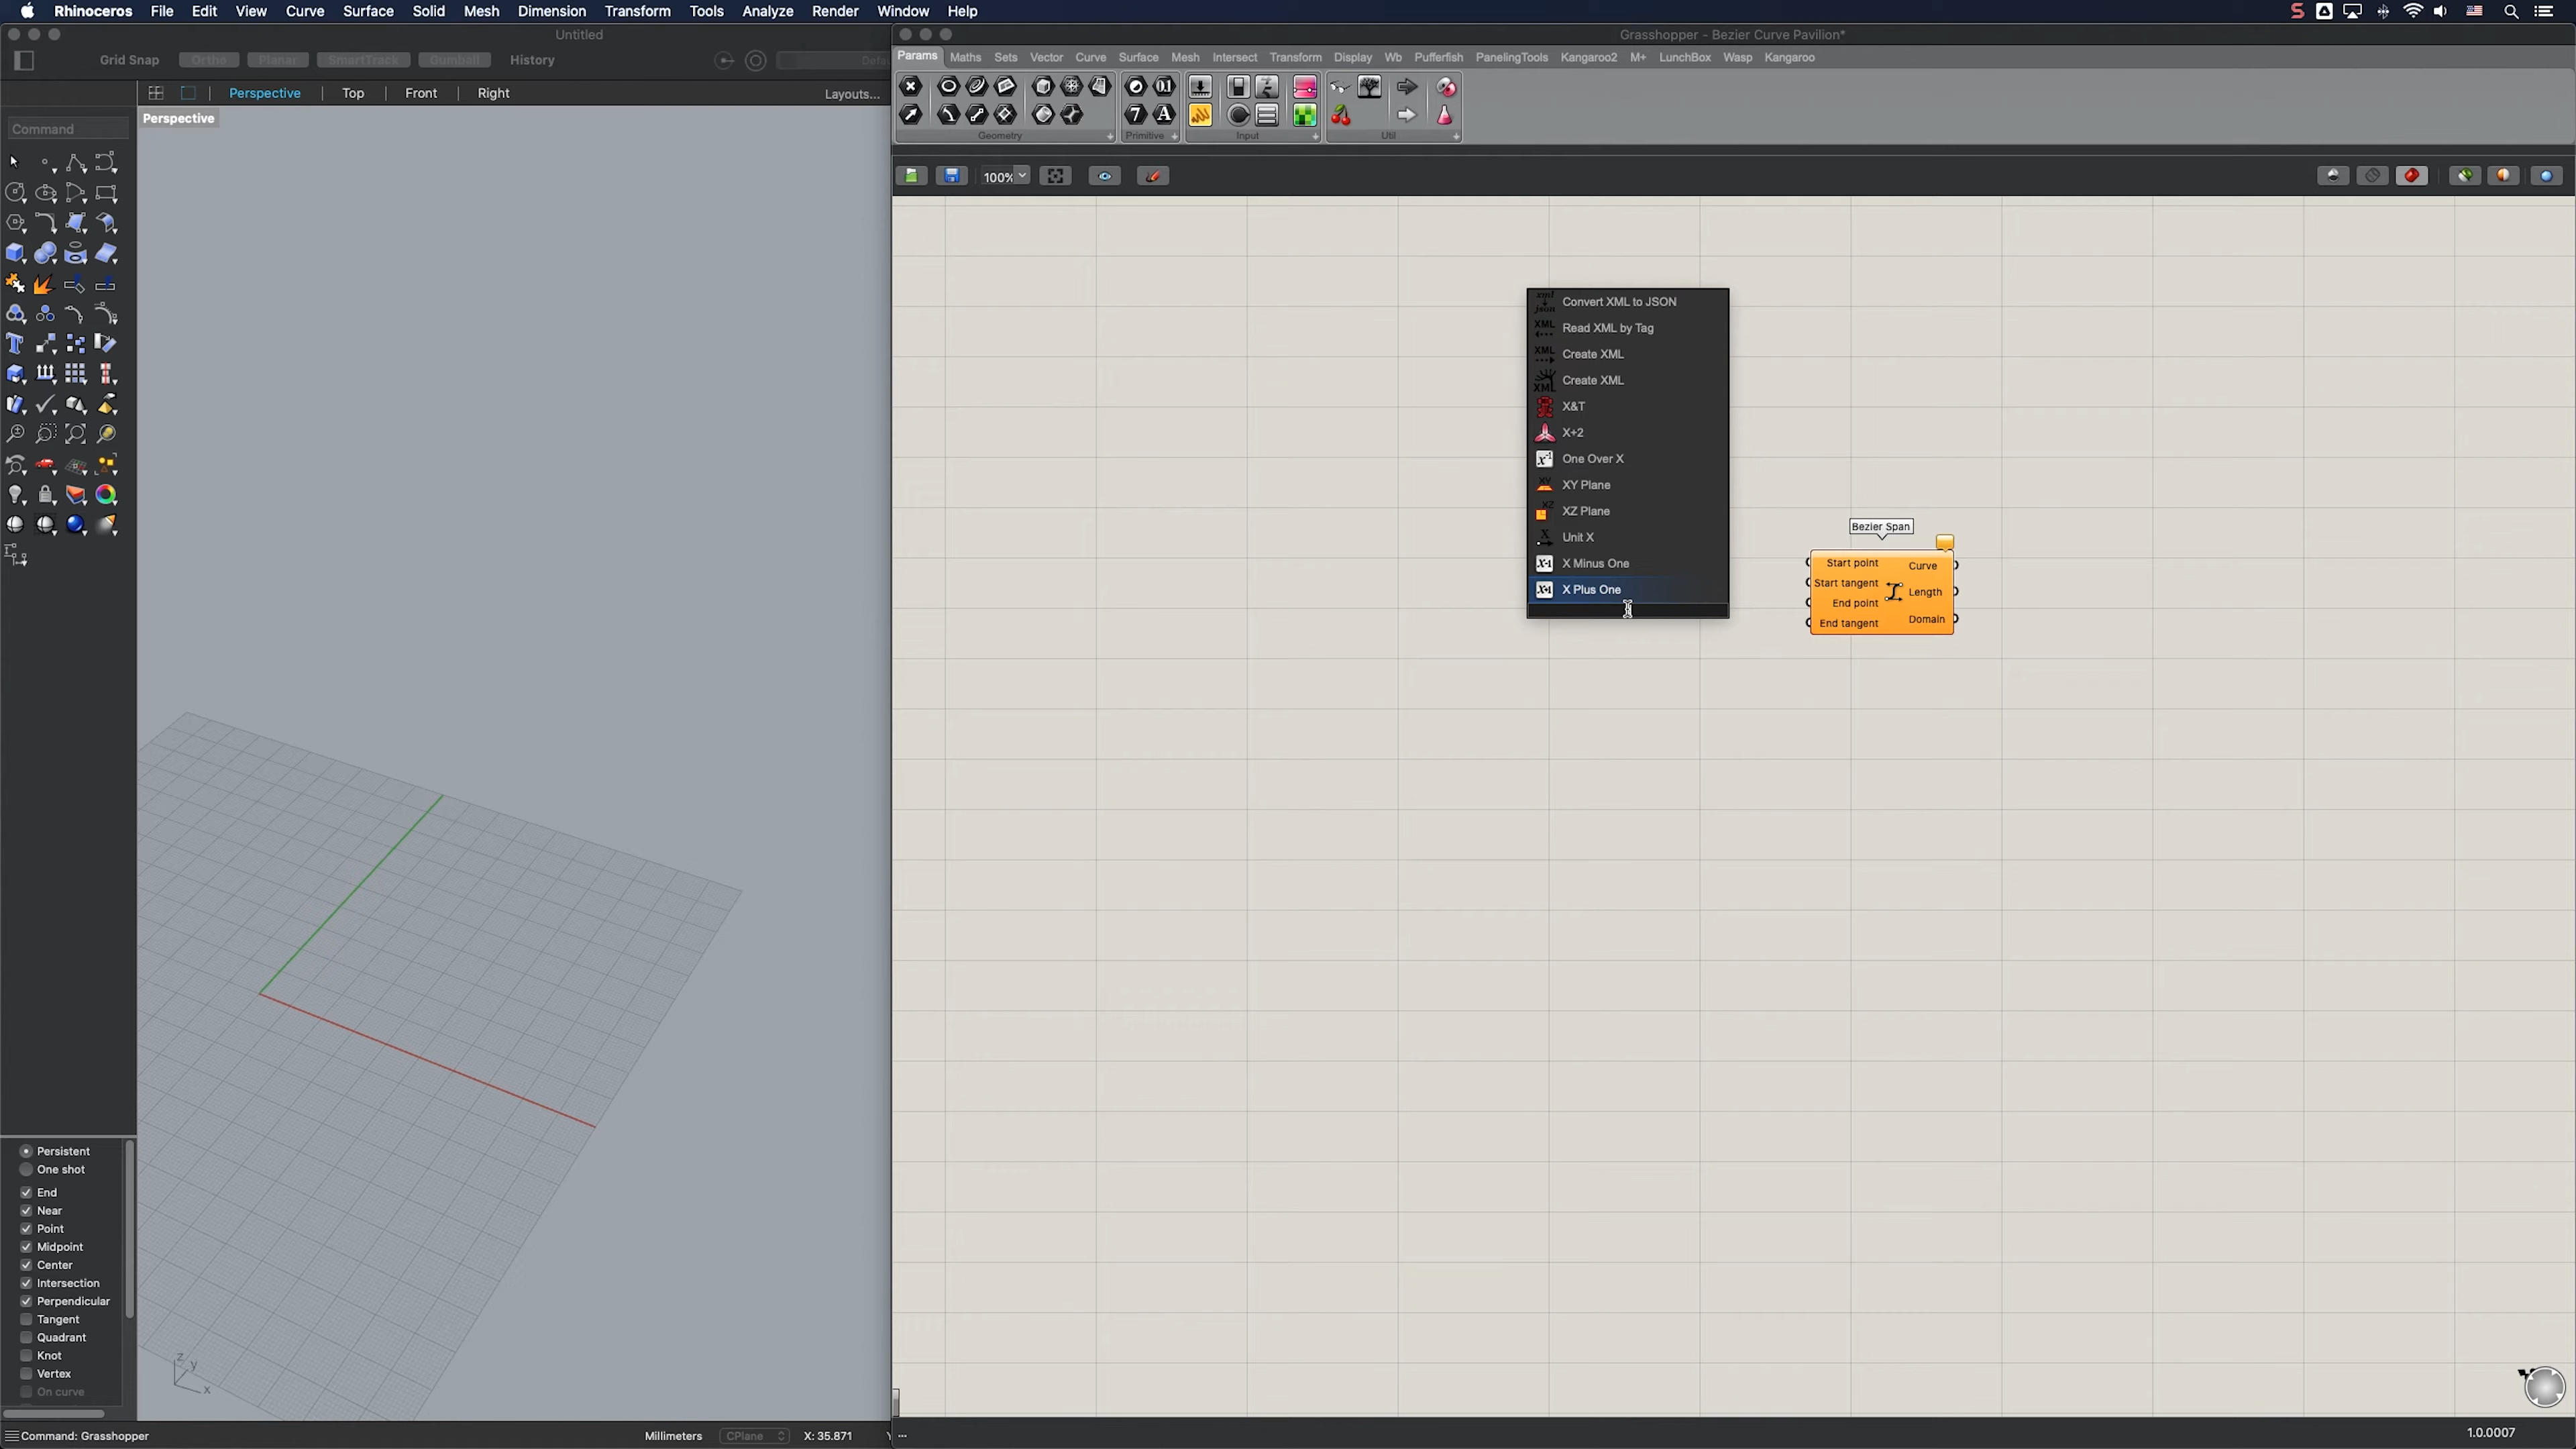 Rhinoceros File Edit View Curve Surface Solid Mesh Dimension Transform Tools Analyze Render Window Help
Untitled
Grid Snap Ortho Planar SmartTrack Gumball History
Perspective Top Front Right Layouts...
Command
Perspective
Persistent
One shot
End
Near
Point
Midpoint
Center
Intersection
Perpendicular
Tangent
Quadrant
Knot
Vertex
On curve
z
y
x
Command: Grasshopper
Millimeters CPlane X: 35.871
Grasshopper - Bezier Curve Pavilion*
Params Maths Sets Vector Curve Surface Mesh Intersect Transform Display Wb Pufferfish PanelingTools Kangaroo2 M+ LunchBox Wasp Kangaroo
Geometry Primitive Input Util
100%
Convert XML to JSON
Read XML by Tag
Create XML
Create XML
X&T
X+2
One Over X
XY Plane
XZ Plane
Unit X
X Minus One
X Plus One
Bezier Span
Start point
Start tangent
End point
End tangent
Curve
Length
Domain
...
1.0.0007